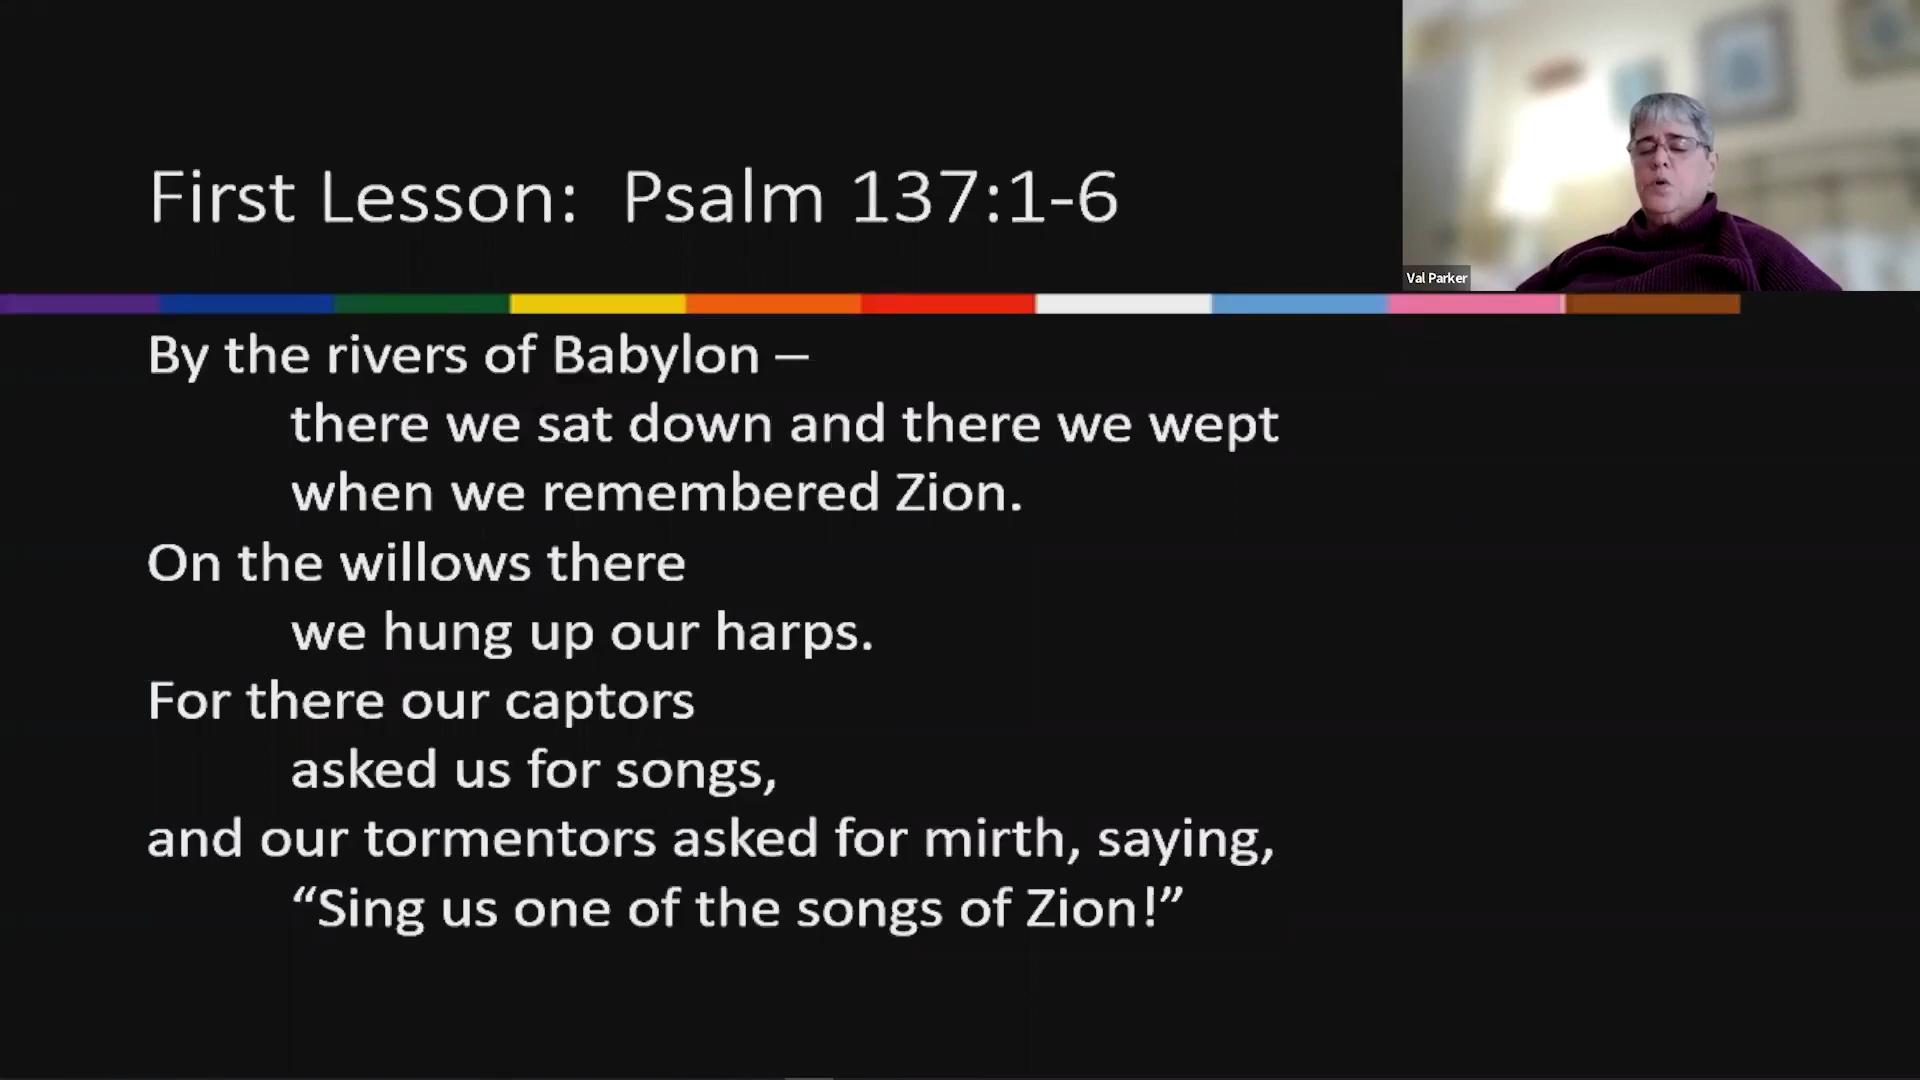 First Lesson:  Psalm 137:1-6
Val Parker
By the rivers of Babylon –
there we sat down and there we wept
when we remembered Zion.
On the willows there
we hung up our harps.
For there our captors
asked us for songs,
and our tormentors asked for mirth, saying,
“Sing us one of the songs of Zion!”